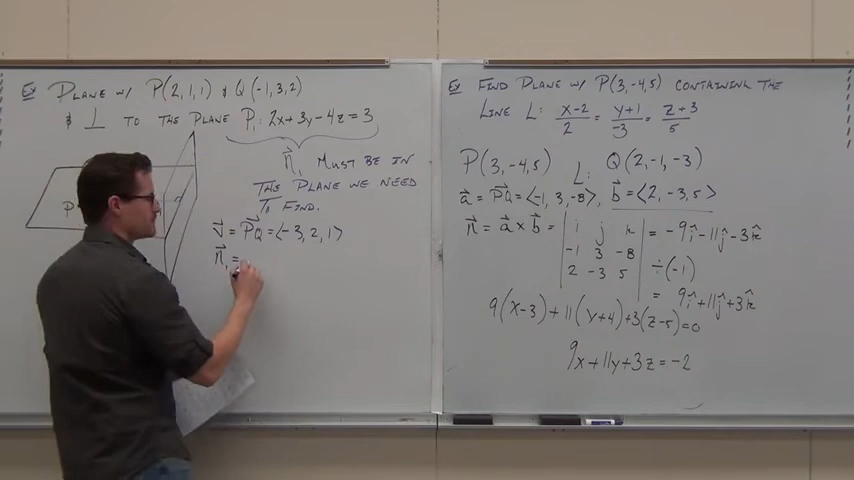 Ex Plane w/ P(2,1,1) & Q(-1,3,2)
& ⊥ to the Plane P₁: 2x+3y-4z=3
n⃗₁ Must be in
the Plane we need
to find.
P
v⃗ = P⃗Q = <-3, 2, 1>
n⃗₁ =
Ex Find Plane w/ P(3,-4,5) containing the
Line L: x-2/2 = y+1/-3 = z+3/5
P(3,-4,5) L: Q(2,-1,-3)
a⃗ = P⃗Q = <-1, 3, -8>, b⃗ = <2, -3, 5>
n⃗ = a⃗ x b⃗ = | i j k | = -9î-11ĵ-3k̂
-1 3 -8
2 -3 5 ÷(-1)
= 9î+11ĵ+3k̂
9(x-3)+11(y+4)+3(z-5)=0
9x+11y+3z=-2